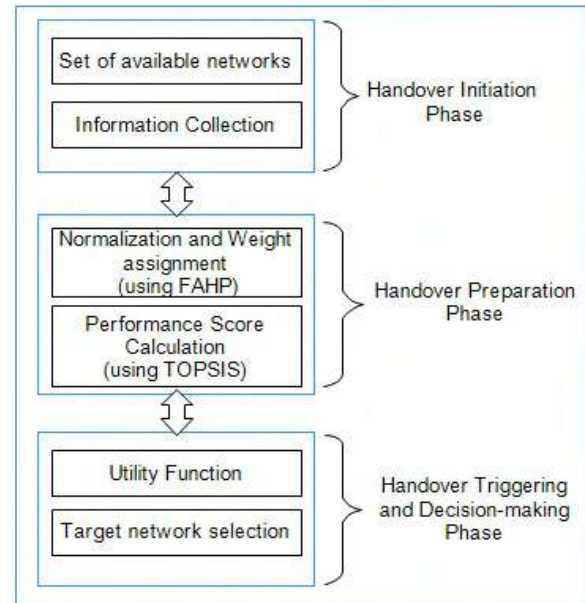 Set of available networks
Information Collection
Handover Initiation
Phase
Normalization and Weight
assignment
(using FAHP)
Performance Score
Calculation
(using TOPSIS)
Handover Preparation
Phase
Utility Function
Target network selection
Handover Triggering
and Decision-making
Phase